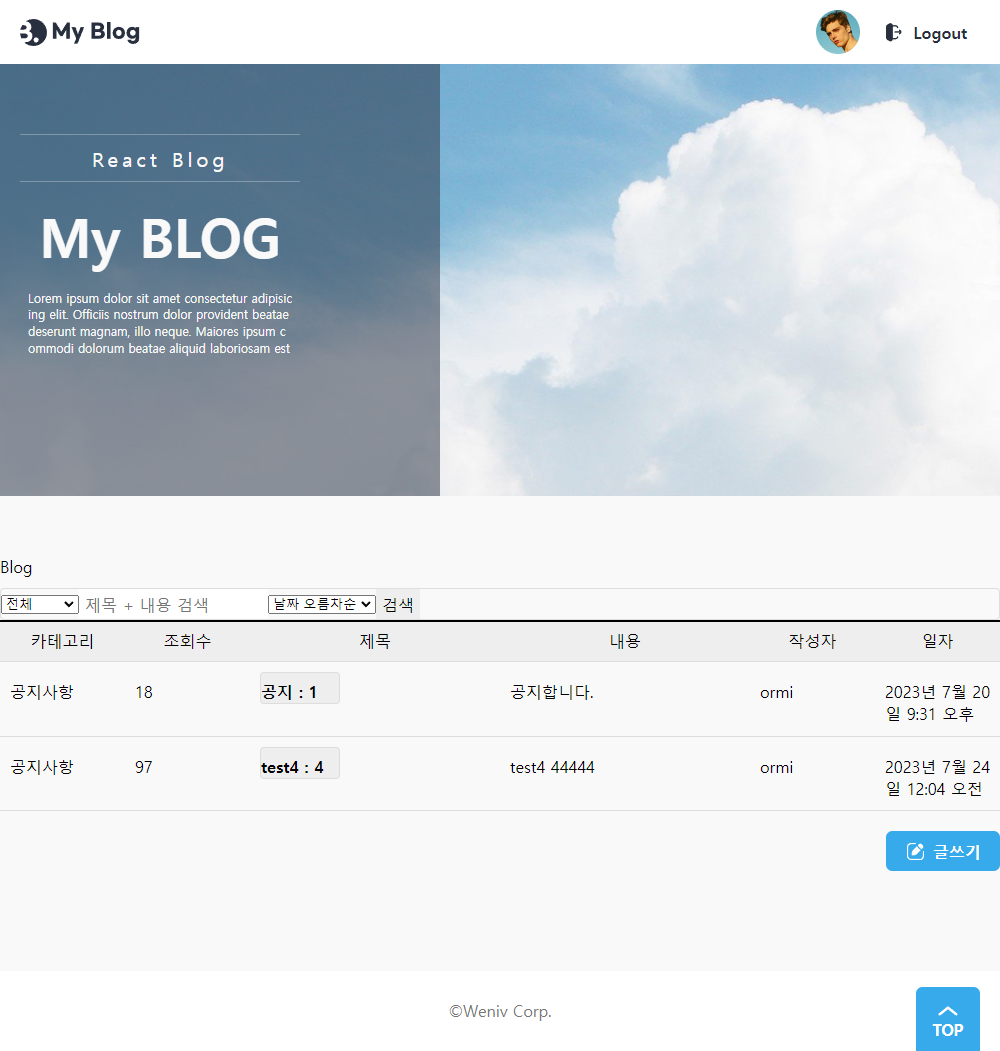 My Blog
Logout
React Blog
My BLOG
Lorem ipsum dolor sit amet consectetur adipisic
ing elit. Officiis nostrum dolor provident beatae
deserunt magnam, illo neque. Maiores ipsum c
ommodi dolorum beatae aliquid laboriosam est
Blog
전체 제목 + 내용 검색 날짜 오름차순 검색
카테고리 조회수 제목 내용 작성자 일자
공지사항 18 공지 : 1 공지합니다. ormi 2023년 7월 20
일 9:31 오후
공지사항 97 test4 : 4 test4 44444 ormi 2023년 7월 24
일 12:04 오전
글쓰기
©Weniv Corp.
TOP